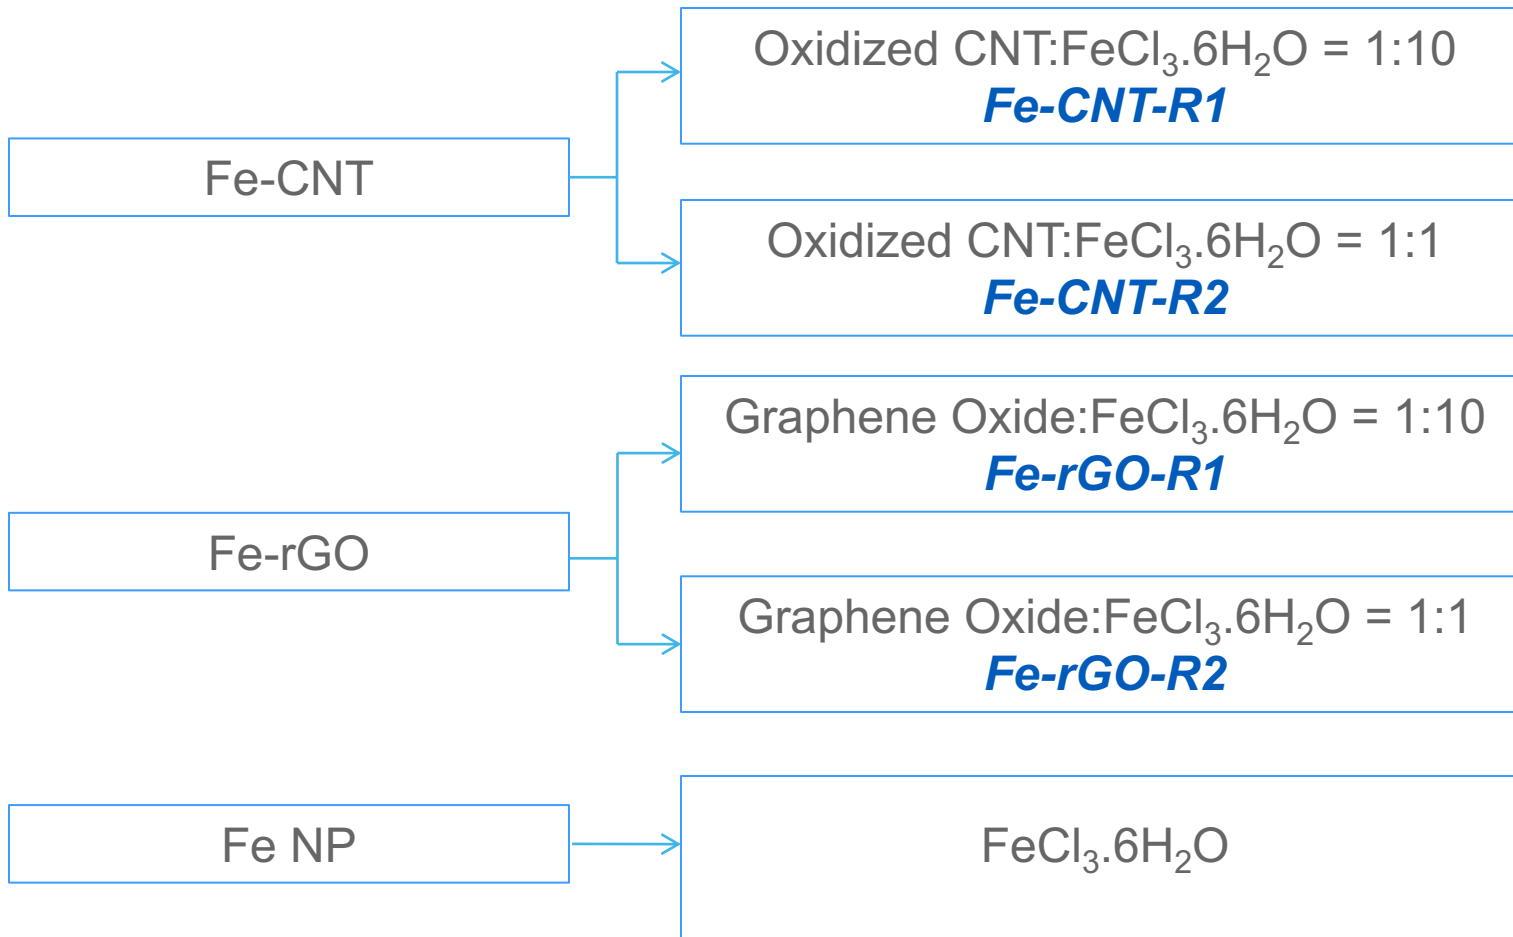 Fe-CNT
Oxidized CNT:FeCl₃.6H₂O = 1:10
Fe-CNT-R1
Oxidized CNT:FeCl₃.6H₂O = 1:1
Fe-CNT-R2
Fe-rGO
Graphene Oxide:FeCl₃.6H₂O = 1:10
Fe-rGO-R1
Graphene Oxide:FeCl₃.6H₂O = 1:1
Fe-rGO-R2
Fe NP
FeCl₃.6H₂O